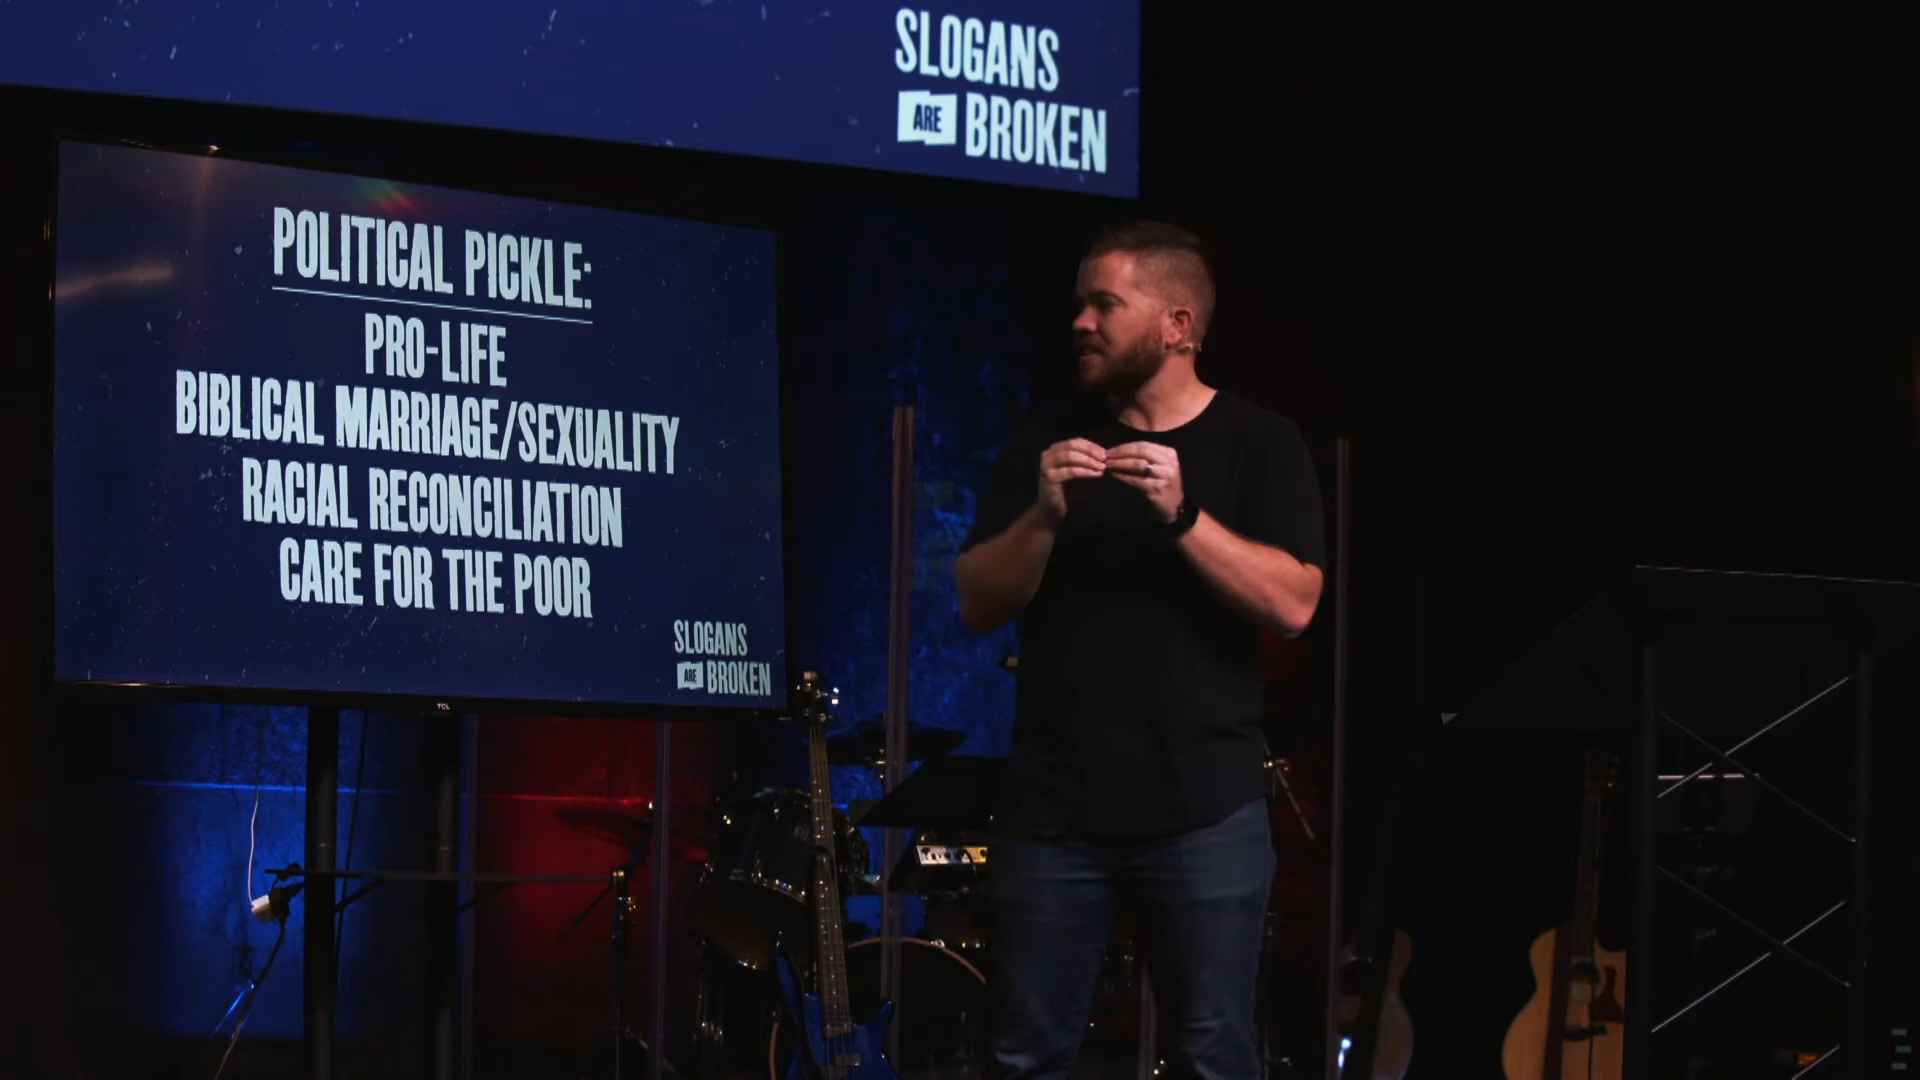 SLOGANS
ARE BROKEN
POLITICAL PICKLE:
PRO-LIFE
BIBLICAL MARRIAGE/SEXUALITY
RACIAL RECONCILIATION
CARE FOR THE POOR
SLOGANS
ARE BROKEN
TCL